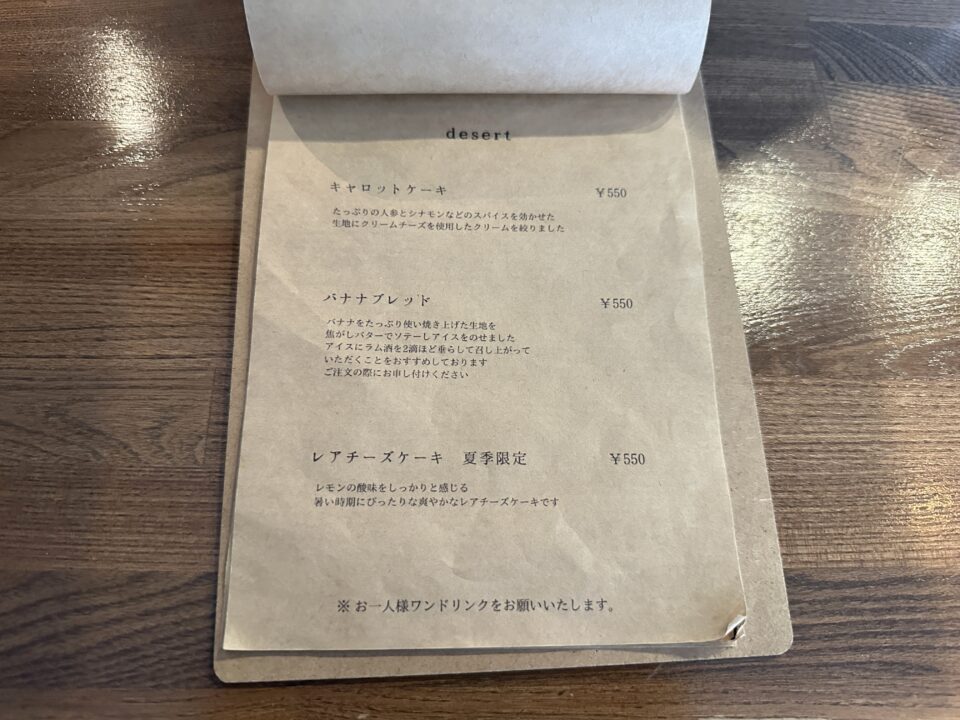 desert
キャロットケーキ ￥550
たっぷりの人参とシナモンなどのスパイスを効かせた
生地にクリームチーズを使用したクリームを絞りました
バナナブレッド ￥550
バナナをたっぷり使い焼き上げた生地を
焦がしバターでソテーしアイスをのせました
アイスにラム酒を2滴ほど垂らして召し上がって
いただくことをおすすめしております
ご注文の際にお申し付けください
レアチーズケーキ　夏季限定 ￥550
レモンの酸味をしっかりと感じる
暑い時期にぴったりな爽やかなレアチーズケーキです
※ お一人様ワンドリンクをお願いいたします。